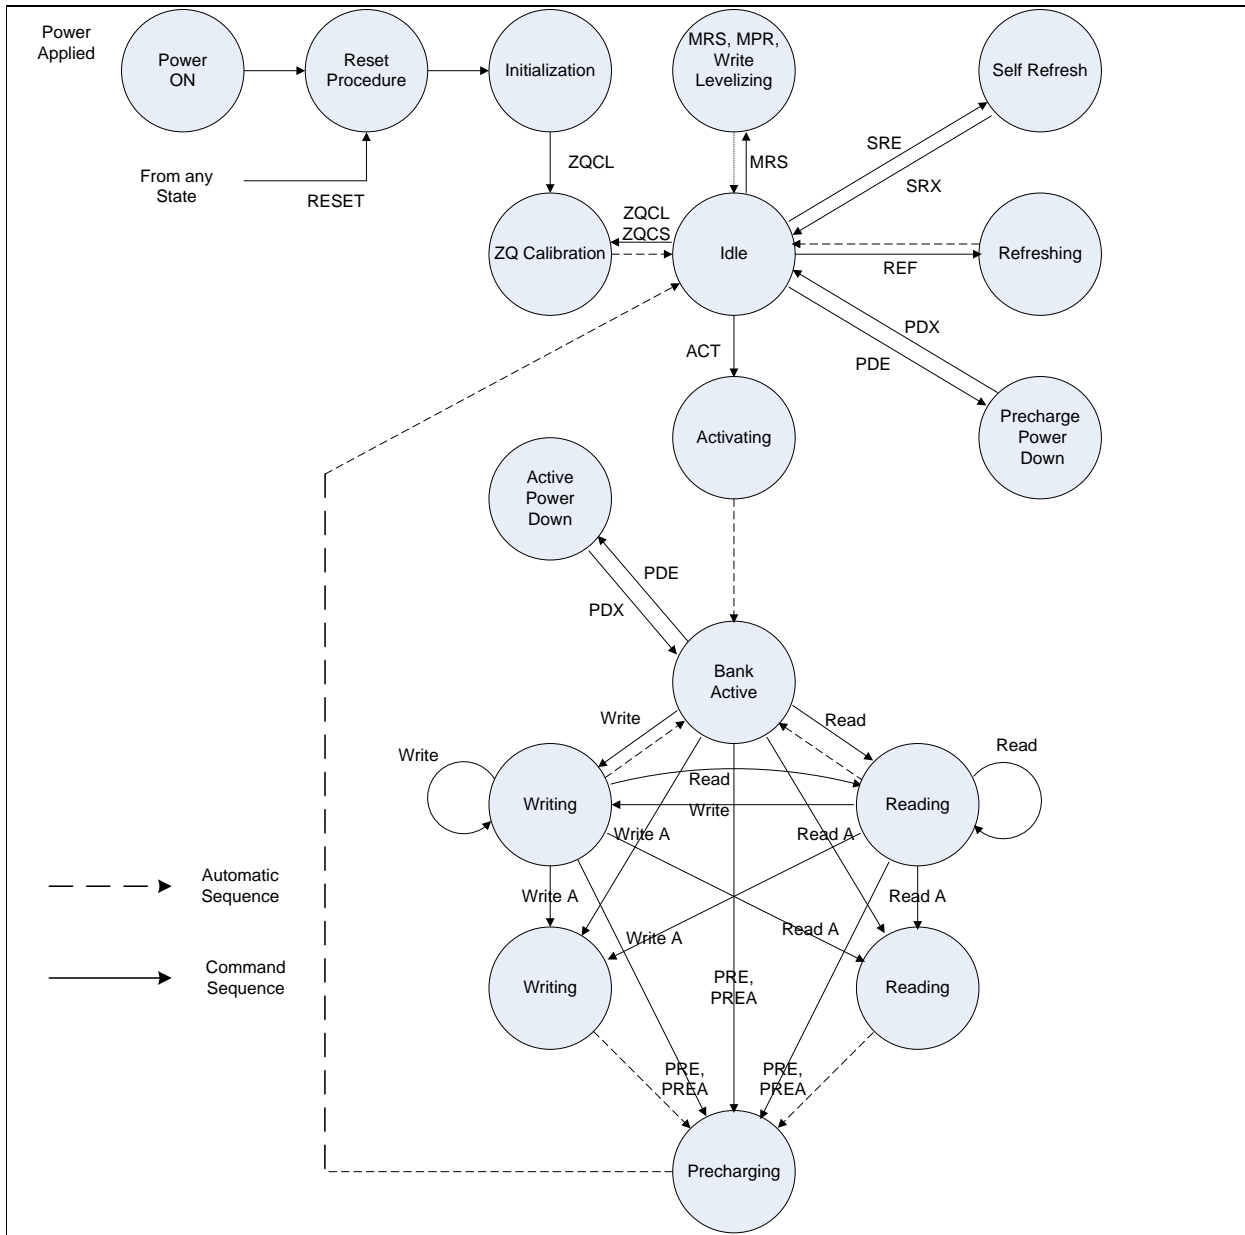 Power
Applied
Power
ON
Reset
Procedure
Initialization
MRS, MPR,
Write
Levelizing
Self Refresh
From any
State
RESET
ZQCL
MRS
SRE
SRX
ZQCL
ZQCS
ZQ Calibration
Idle
Refreshing
REF
PDX
PDE
ACT
Activating
Precharge
Power
Down
Active
Power
Down
PDE
PDX
Bank
Active
Write
Read
Write
Read
Writing
Read
Write
Reading
Write A
Read A
Automatic
Sequence
Write A
Read A
Write A
Read A
Command
Sequence
Writing
PRE,
PREA
Reading
PRE,
PREA
PRE,
PREA
Precharging